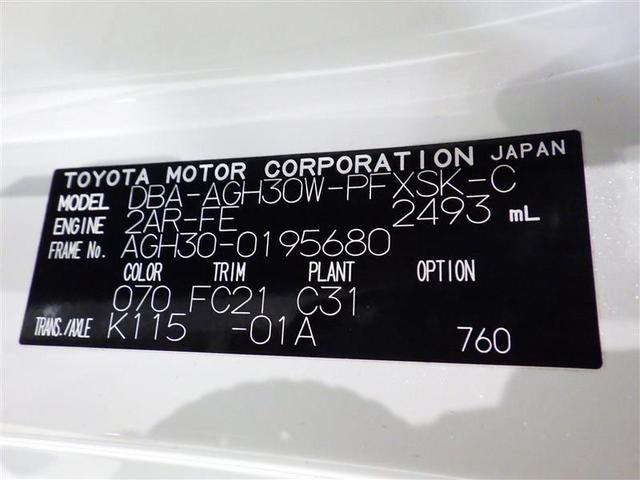 TOYOTA MOTOR CORPORATION JAPAN
MODEL DBA-AGH30W-PFXSK-C
ENGINE 2AR-FE 2493 mL
FRAME No. AGH30-0195680
COLOR TRIM PLANT OPTION
070 FC21 C31
TRANS./AXLE K115 -01A 760